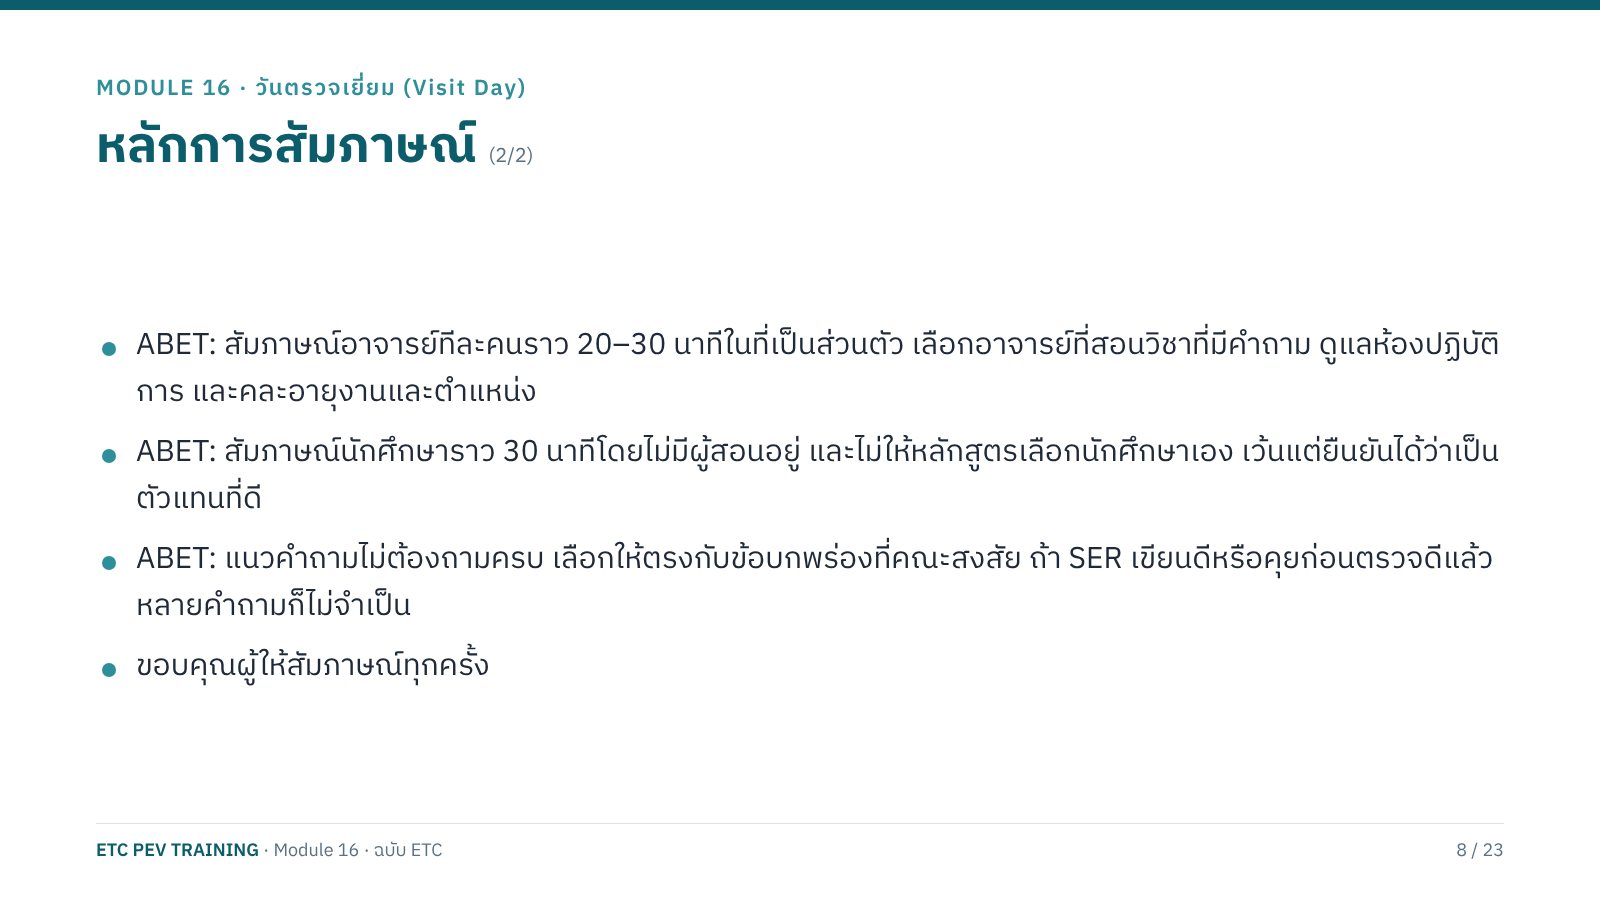 MODULE 16 · วันตรวจเยี่ยม (Visit Day)
หลักการสัมภาษณ์ (2/2)
● ABET: สัมภาษณ์อาจารย์ทีละคนราว 20–30 นาทีในที่เป็นส่วนตัว เลือกอาจารย์ที่สอนวิชาที่มีคำถาม ดูแลห้องปฏิบัติ
การ และคละอายุงานและตำแหน่ง
● ABET: สัมภาษณ์นักศึกษาราว 30 นาทีโดยไม่มีผู้สอนอยู่ และไม่ให้หลักสูตรเลือกนักศึกษาเอง เว้นแต่ยืนยันได้ว่าเป็น
ตัวแทนที่ดี
● ABET: แนวคำถามไม่ต้องถามครบ เลือกให้ตรงกับข้อบกพร่องที่คณะสงสัย ถ้า SER เขียนดีหรือคุยก่อนตรวจดีแล้ว
หลายคำถามก็ไม่จำเป็น
● ขอบคุณผู้ให้สัมภาษณ์ทุกครั้ง
ETC PEV TRAINING · Module 16 · ฉบับ ETC
8 / 23